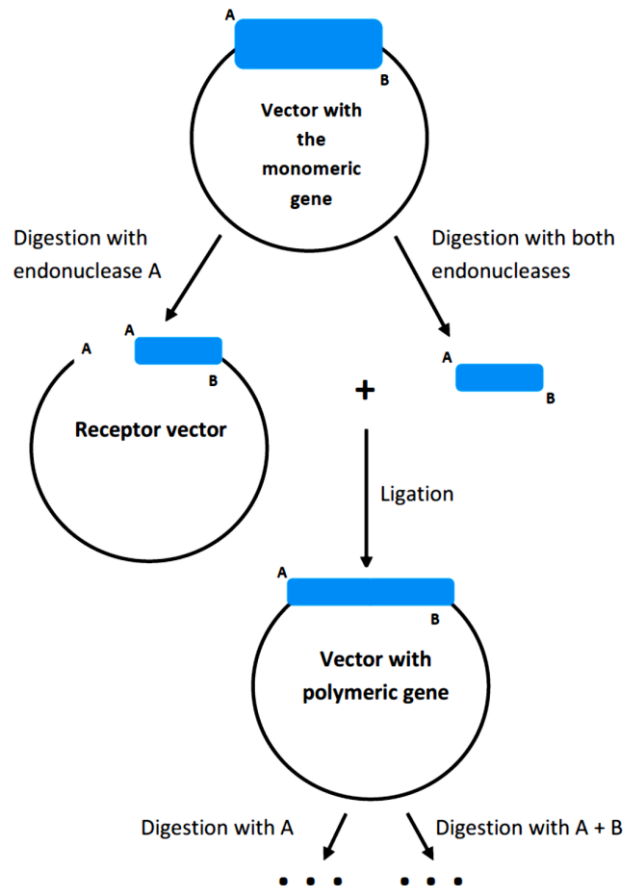 A
B
Vector with
the
monomeric
gene
Digestion with
endonuclease A
Digestion with both
endonucleases
A
A
B
Receptor vector
+
A
B
Ligation
A
B
Vector with
polymeric gene
Digestion with A
Digestion with A + B
• • •
• • •